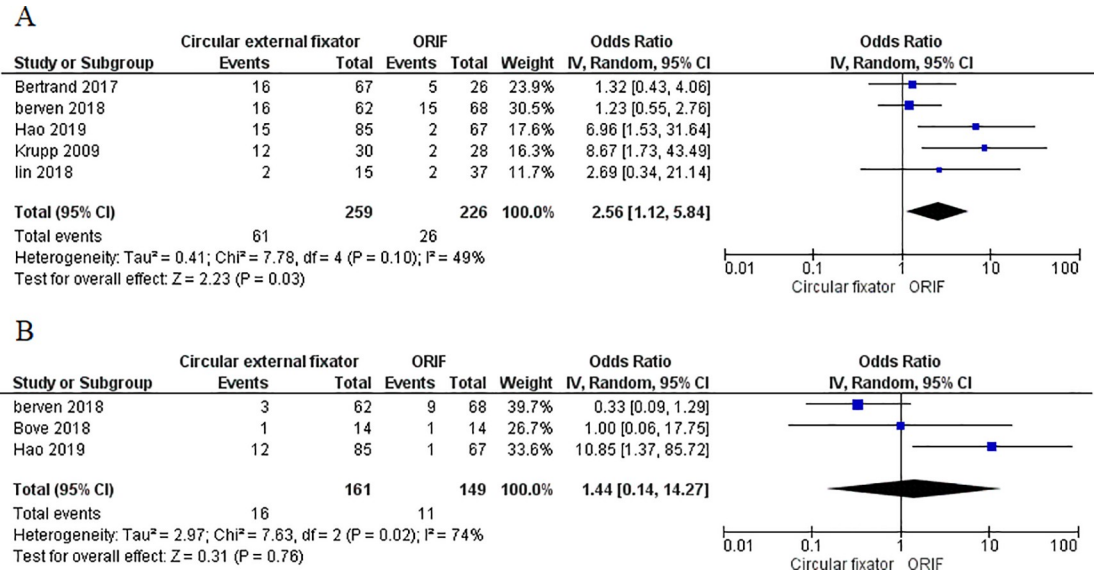 A
Circular external fixator ORIF Odds Ratio Odds Ratio
Study or Subgroup Events Total Events Total Weight IV, Random, 95% CI IV, Random, 95% CI
Bertrand 2017 16 67 5 26 23.9% 1.32 [0.43, 4.06]
berven 2018 16 62 15 68 30.5% 1.23 [0.55, 2.76]
Hao 2019 15 85 2 67 17.6% 6.96 [1.53, 31.64]
Krupp 2009 12 30 2 28 16.3% 8.67 [1.73, 43.49]
lin 2018 2 15 2 37 11.7% 2.69 [0.34, 21.14]
Total (95% CI) 259 226 100.0% 2.56 [1.12, 5.84]
Total events 61 26
Heterogeneity: Tau² = 0.41; Chi² = 7.78, df = 4 (P = 0.10); I² = 49%
Test for overall effect: Z = 2.23 (P = 0.03)
0.01 0.1 1 10 100
Circular fixator ORIF
B
Circular external fixator ORIF Odds Ratio Odds Ratio
Study or Subgroup Events Total Events Total Weight IV, Random, 95% CI IV, Random, 95% CI
berven 2018 3 62 9 68 39.7% 0.33 [0.09, 1.29]
Bove 2018 1 14 1 14 26.7% 1.00 [0.06, 17.75]
Hao 2019 12 85 1 67 33.6% 10.85 [1.37, 85.72]
Total (95% CI) 161 149 100.0% 1.44 [0.14, 14.27]
Total events 16 11
Heterogeneity: Tau² = 2.97; Chi² = 7.63, df = 2 (P = 0.02); I² = 74%
Test for overall effect: Z = 0.31 (P = 0.76)
0.01 0.1 1 10 100
Circular fixator ORIF